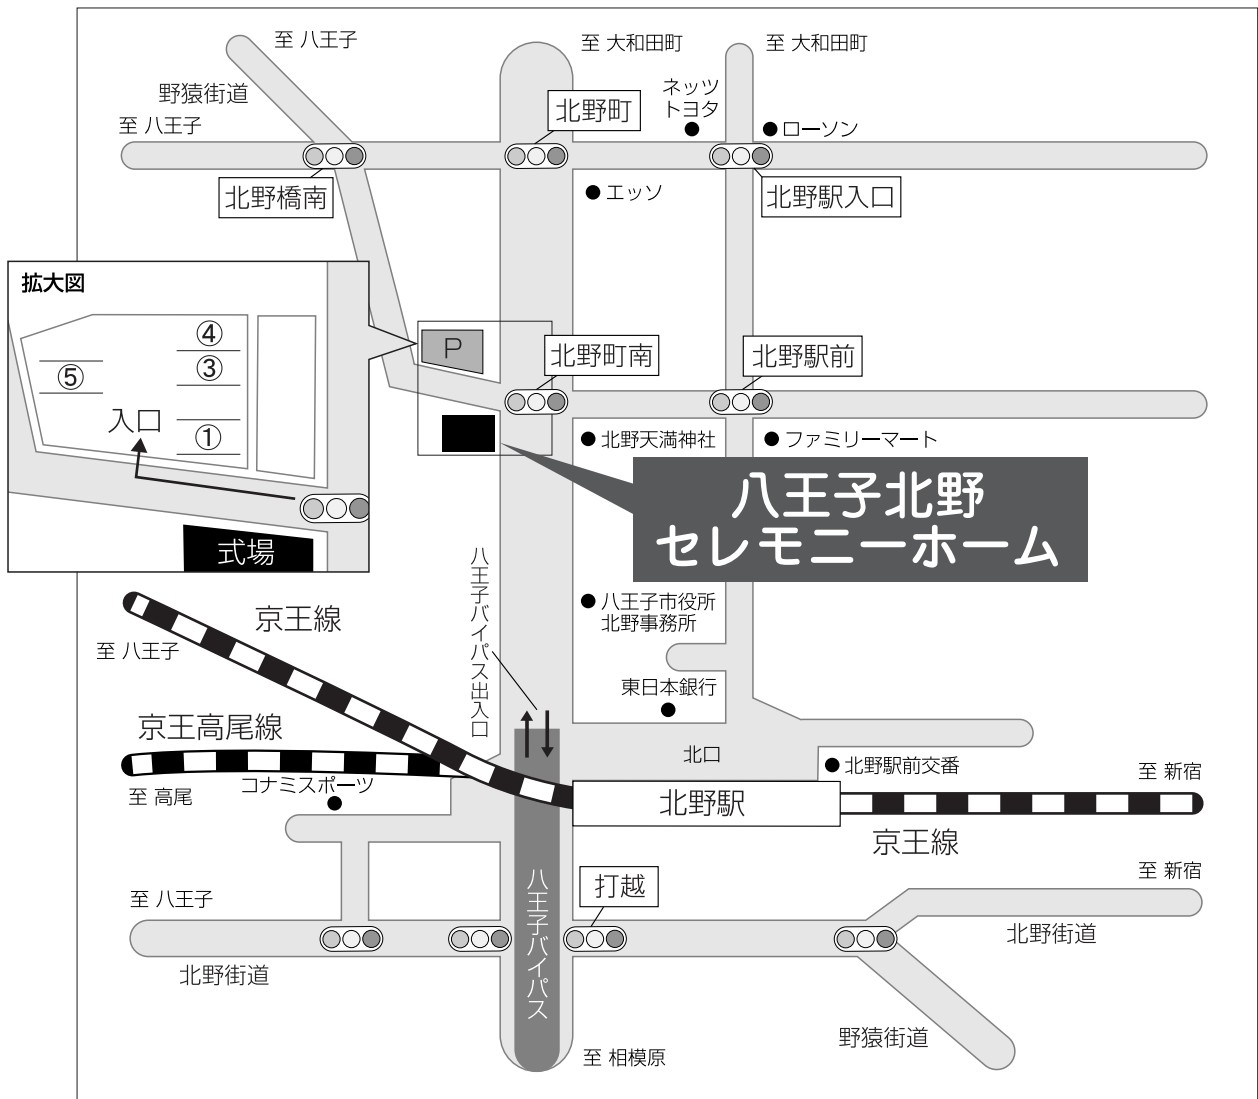 至 八王子
至 大和田町
至 大和田町
野猿街道
ネッツ
トヨタ
至 八王子
北野町
ローソン
北野橋南
エッソ
北野駅入口
拡大図
④
③
⑤
入口
①
式場
P
北野町南
北野駅前
北野天満神社
ファミリーマート
八王子北野
セレモニーホーム
八王子バイパス出入口
京王線
至 八王子
八王子市役所
北野事務所
東日本銀行
京王高尾線
北口
北野駅前交番
至 高尾
コナミスポーツ
北野駅
至 新宿
京王線
打越
八王子バイパス
至 新宿
至 八王子
北野街道
北野街道
野猿街道
至 相模原